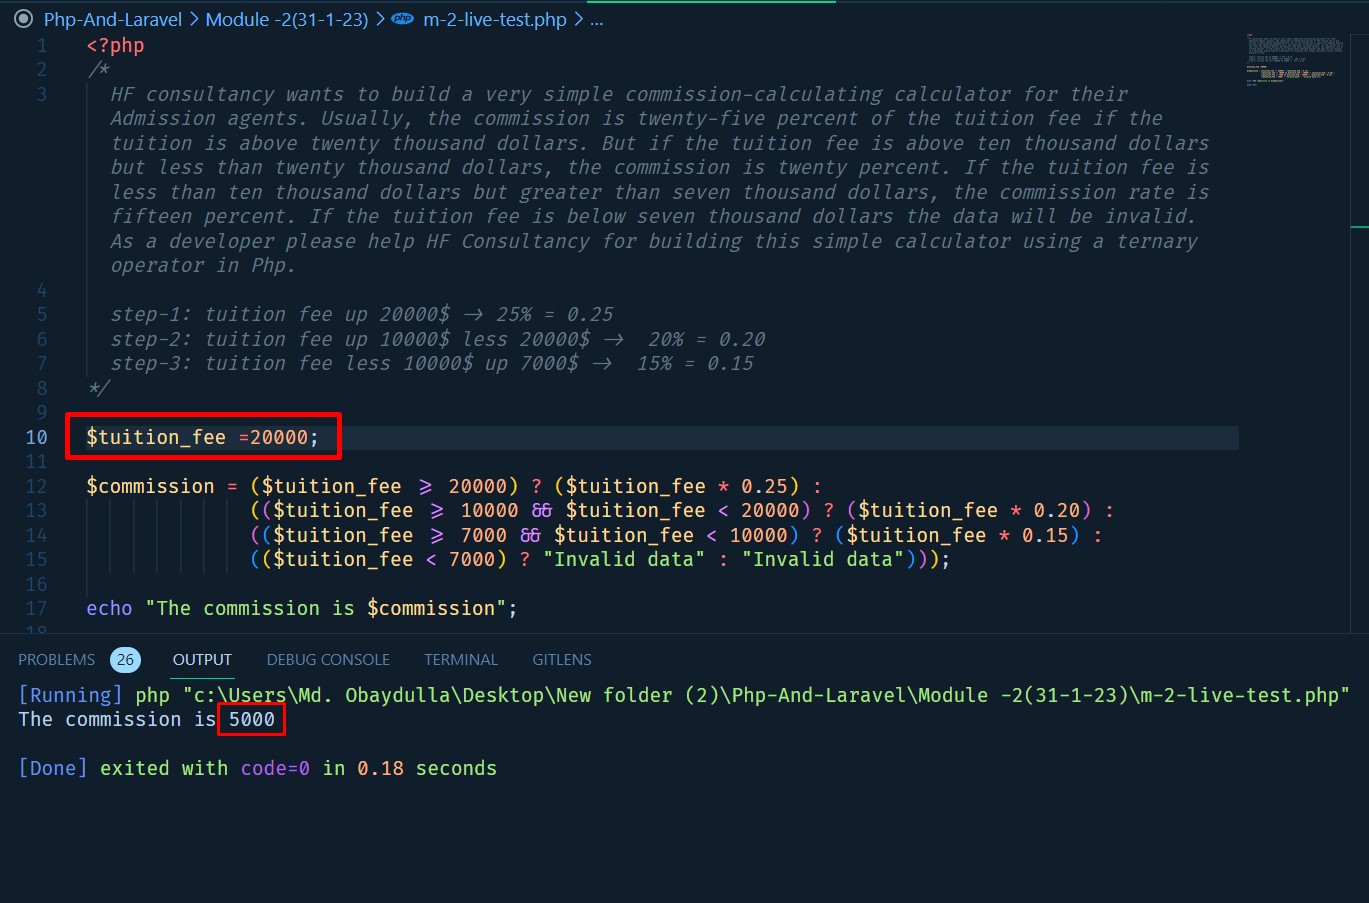 Php-And-Laravel > Module -2(31-1-23) > php m-2-live-test.php > ...
1 <?php
2 /*
3 HF consultancy wants to build a very simple commission-calculating calculator for their
Admission agents. Usually, the commission is twenty-five percent of the tuition fee if the
tuition is above twenty thousand dollars. But if the tuition fee is above ten thousand dollars
but less than twenty thousand dollars, the commission is twenty percent. If the tuition fee is
less than ten thousand dollars but greater than seven thousand dollars, the commission rate is
fifteen percent. If the tuition fee is below seven thousand dollars the data will be invalid.
As a developer please help HF Consultancy for building this simple calculator using a ternary
operator in Php.
4
5 step-1: tuition fee up 20000$ -> 25% = 0.25
6 step-2: tuition fee up 10000$ less 20000$ ->  20% = 0.20
7 step-3: tuition fee less 10000$ up 7000$ ->  15% = 0.15
8 */
9
10 $tuition_fee =20000;
11
12 $commission = ($tuition_fee >= 20000) ? ($tuition_fee * 0.25) :
13 (($tuition_fee >= 10000 && $tuition_fee < 20000) ? ($tuition_fee * 0.20) :
14 (($tuition_fee >= 7000 && $tuition_fee < 10000) ? ($tuition_fee * 0.15) :
15 (($tuition_fee < 7000) ? "Invalid data" : "Invalid data")));
16
17 echo "The commission is $commission";
18
PROBLEMS 26 OUTPUT DEBUG CONSOLE TERMINAL GITLENS
[Running] php "c:\Users\Md. Obaydulla\Desktop\New folder (2)\Php-And-Laravel\Module -2(31-1-23)\m-2-live-test.php"
The commission is 5000
[Done] exited with code=0 in 0.18 seconds